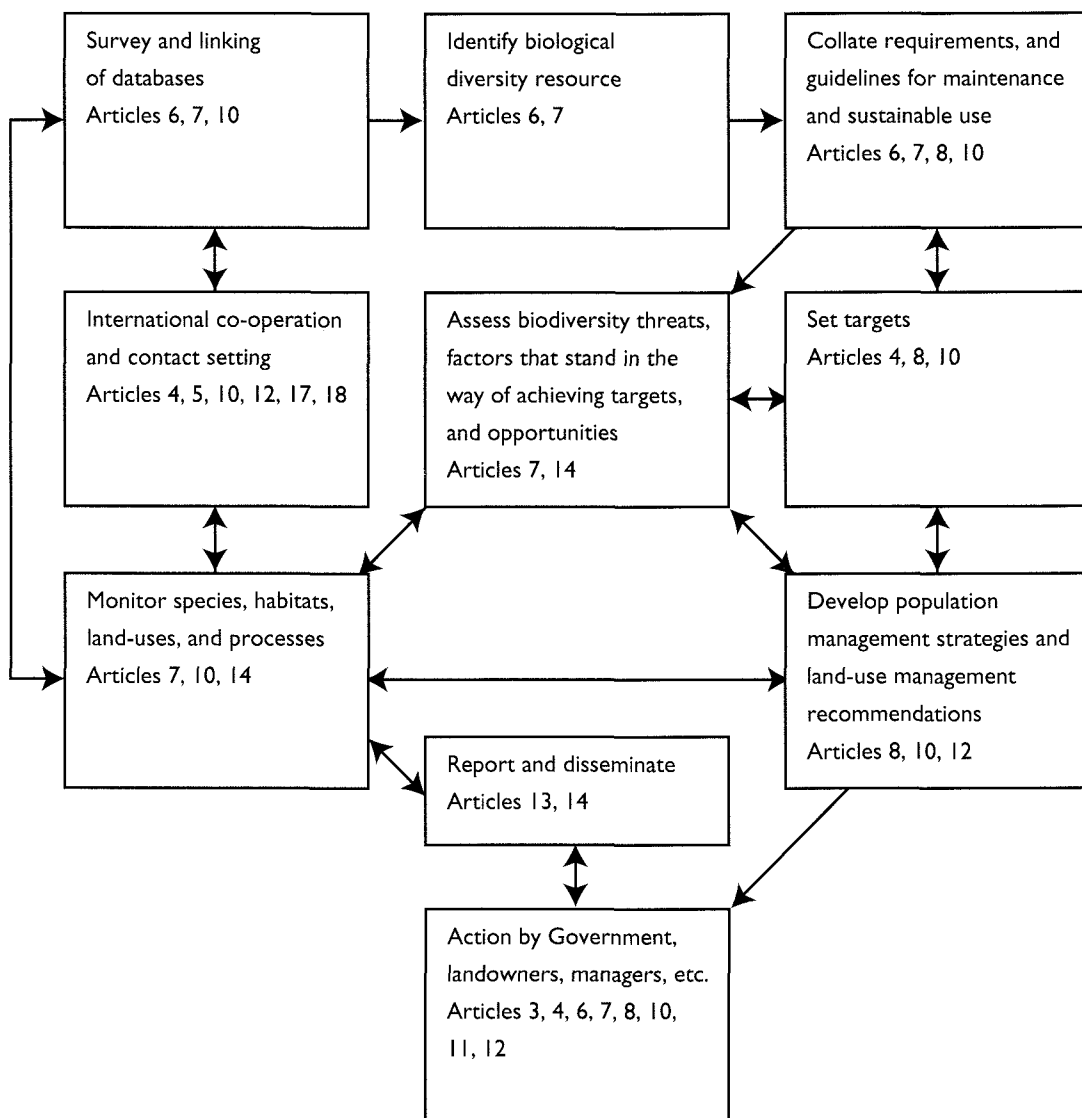 Survey and linking
of databases
Articles 6, 7, 10
Identify biological
diversity resource
Articles 6, 7
Collate requirements, and
guidelines for maintenance
and sustainable use
Articles 6, 7, 8, 10
International co-operation
and contact setting
Articles 4, 5, 10, 12, 17, 18
Assess biodiversity threats,
factors that stand in the
way of achieving targets,
and opportunities
Articles 7, 14
Set targets
Articles 4, 8, 10
Monitor species, habitats,
land-uses, and processes
Articles 7, 10, 14
Develop population
management strategies and
land-use management
recommendations
Articles 8, 10, 12
Report and disseminate
Articles 13, 14
Action by Government,
landowners, managers, etc.
Articles 3, 4, 6, 7, 8, 10,
11, 12